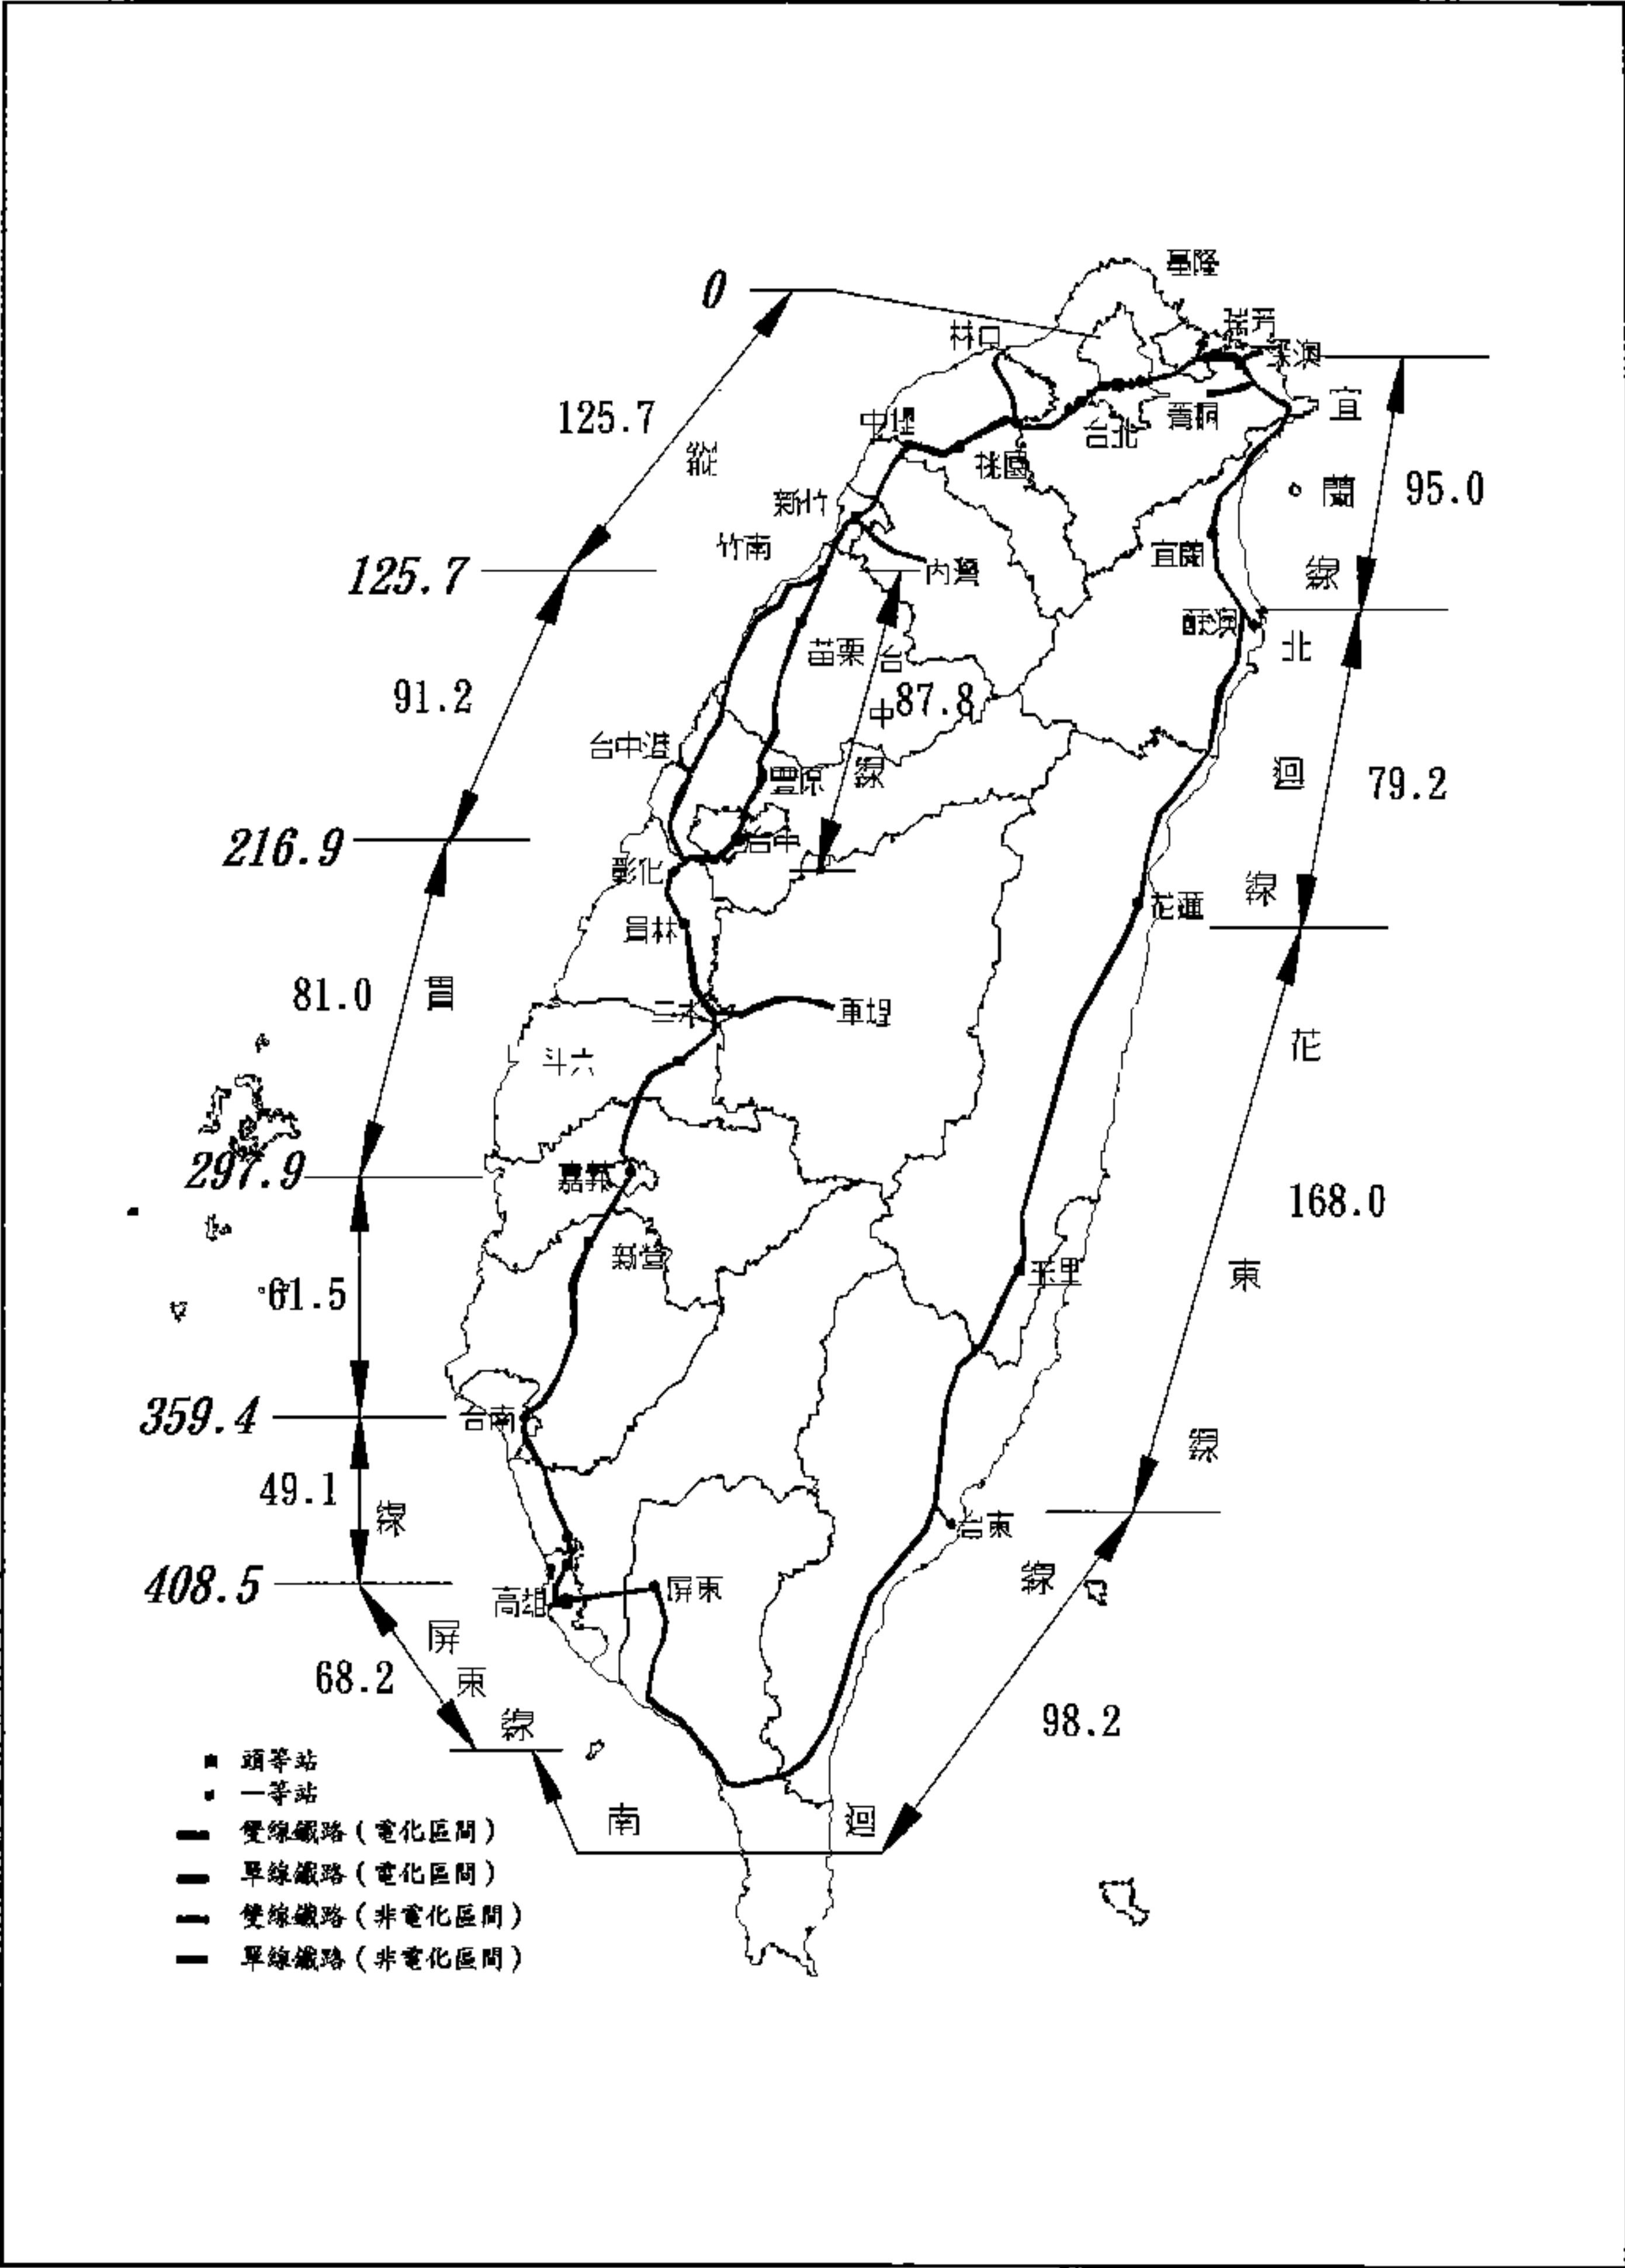 0
基隆
瑞芳
林口
深澳
宜
125.7
中壢
台北
菁桐
縱
桃園
蘭
95.0
新竹
竹南
宜蘭
125.7
內灣
線
蘇澳
北
苗栗
台
91.2
中
87.8
台中港
豐原
線
迴
79.2
216.9
台中
彰化
線
花蓮
員林
81.0
貫
二水
車埕
斗六
花
297.9
嘉義
168.0
新營
玉里
東
61.5
359.4
台南
線
49.1
線
台東
408.5
高雄
屏東
線
屏
68.2
東
線
98.2
南
迴
頭等站
一等站
雙線鐵路（電化區間）
單線鐵路（電化區間）
雙線鐵路（非電化區間）
單線鐵路（非電化區間）